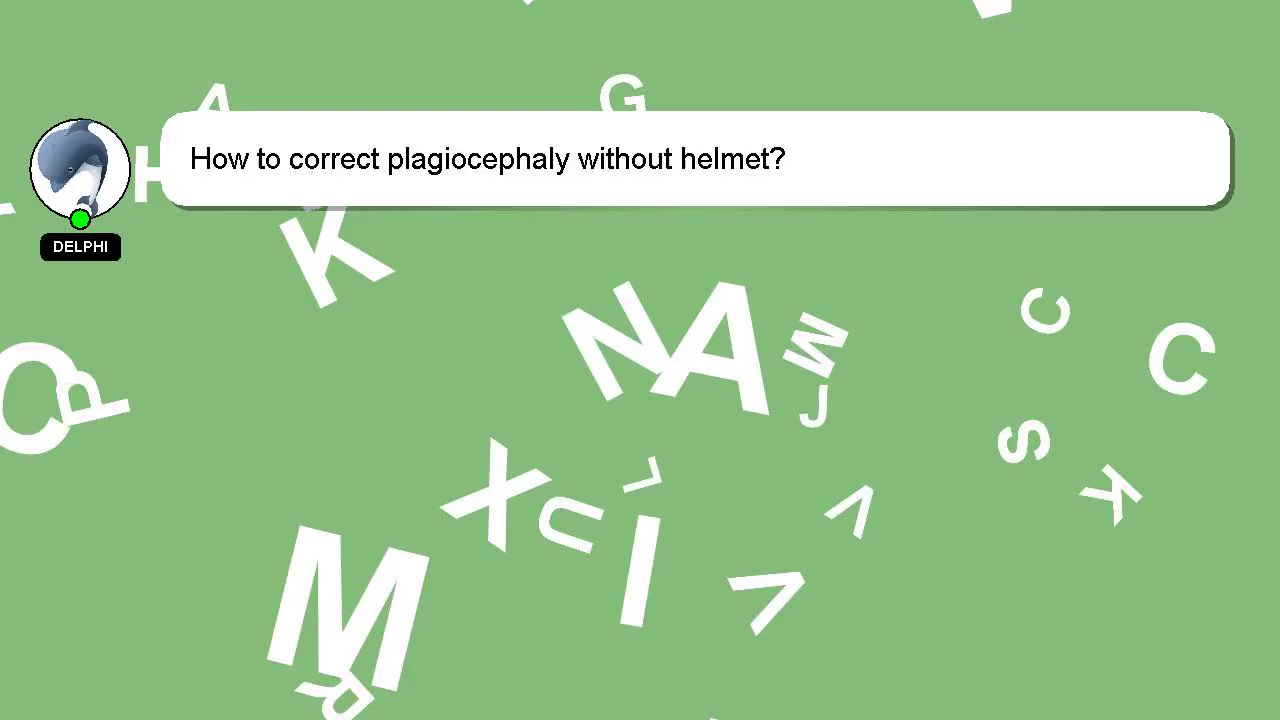 A
G
H
How to correct plagiocephaly without helmet?
DELPHI
K
N
A
M
J
C
C
C
P
S
K
X
U
L
I
V
V
M
R